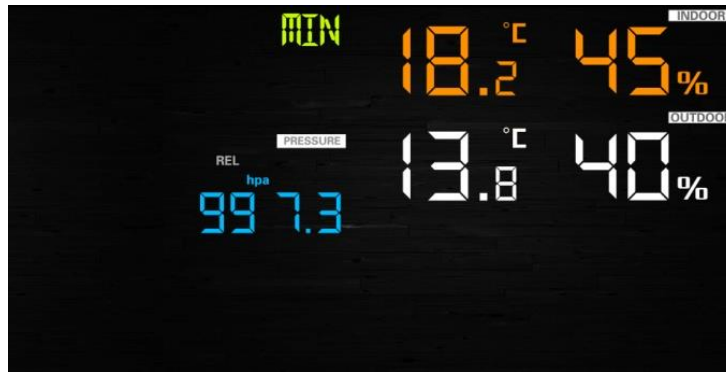 MIN
18.2 °C 45%
INDOOR
PRESSURE
REL
hpa
997.3
13.8 °C 40%
OUTDOOR